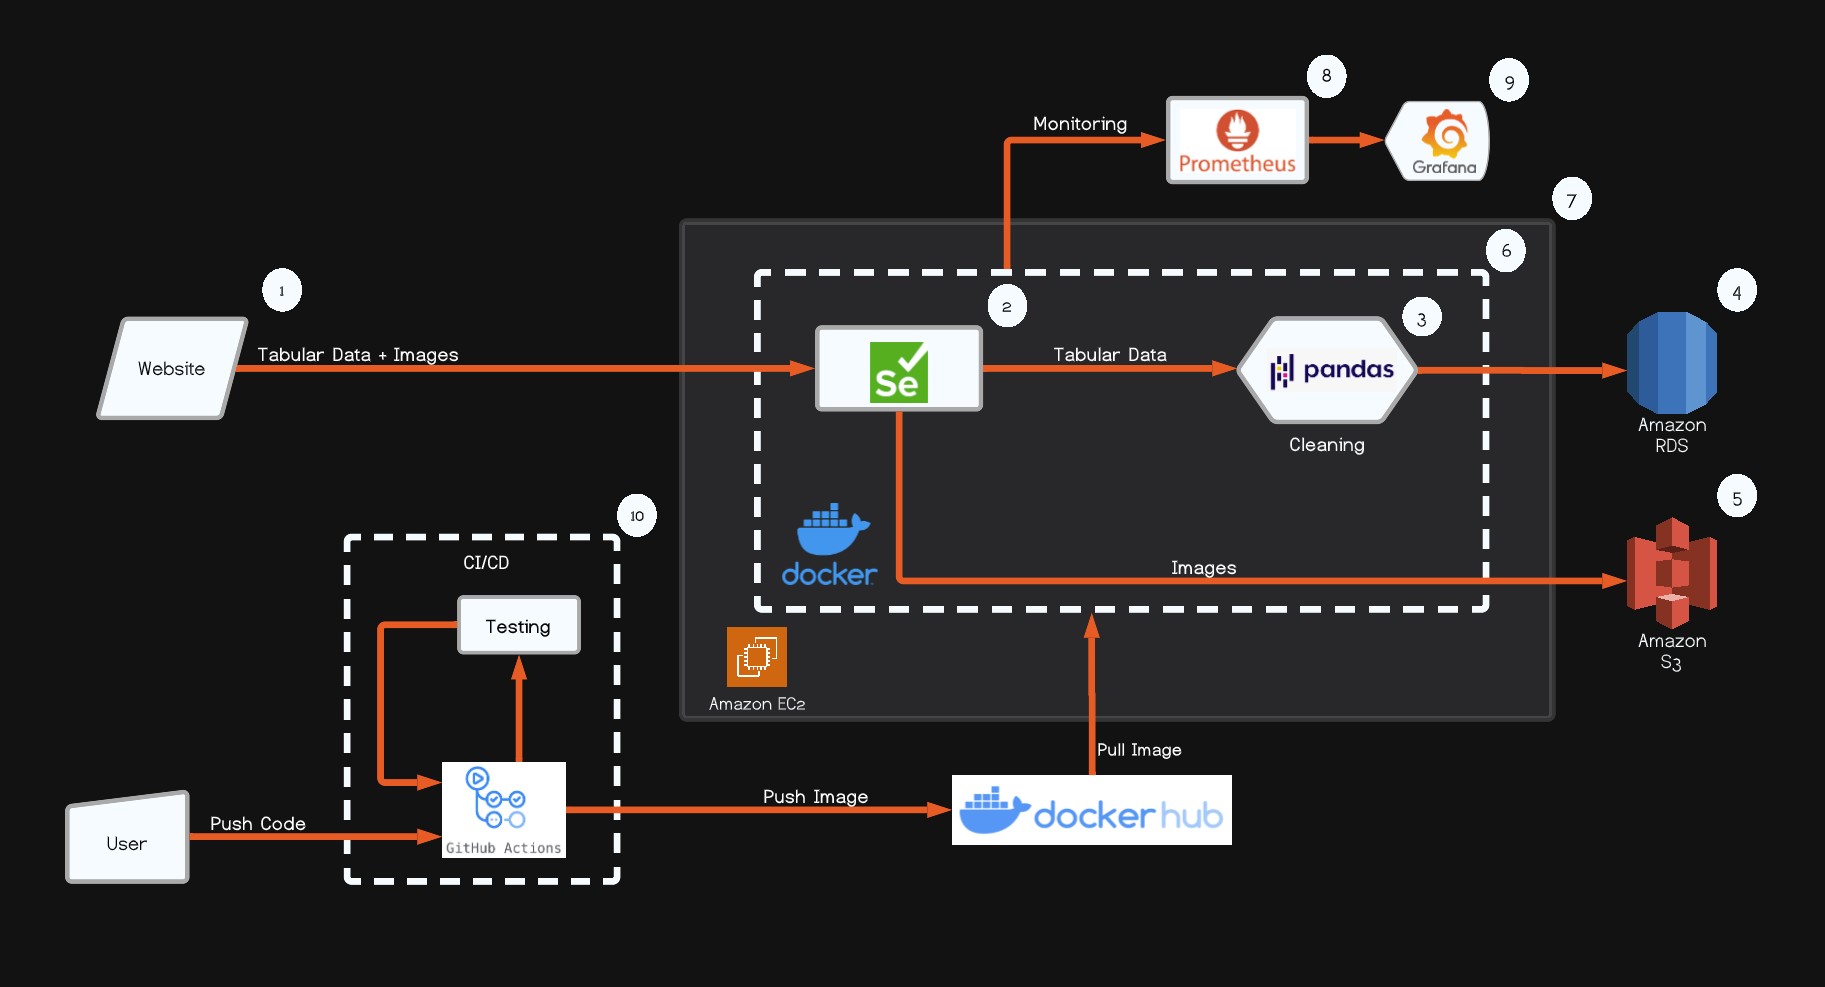 8
9
Monitoring
Prometheus
Grafana
7
6
1
2
3
4
Website
Tabular Data + Images
Se
Tabular Data
pandas
Cleaning
Amazon
RDS
5
10
CI/CD
docker
Images
Testing
Amazon
S3
Amazon EC2
Pull Image
Push Image
docker hub
User
Push Code
GitHub Actions